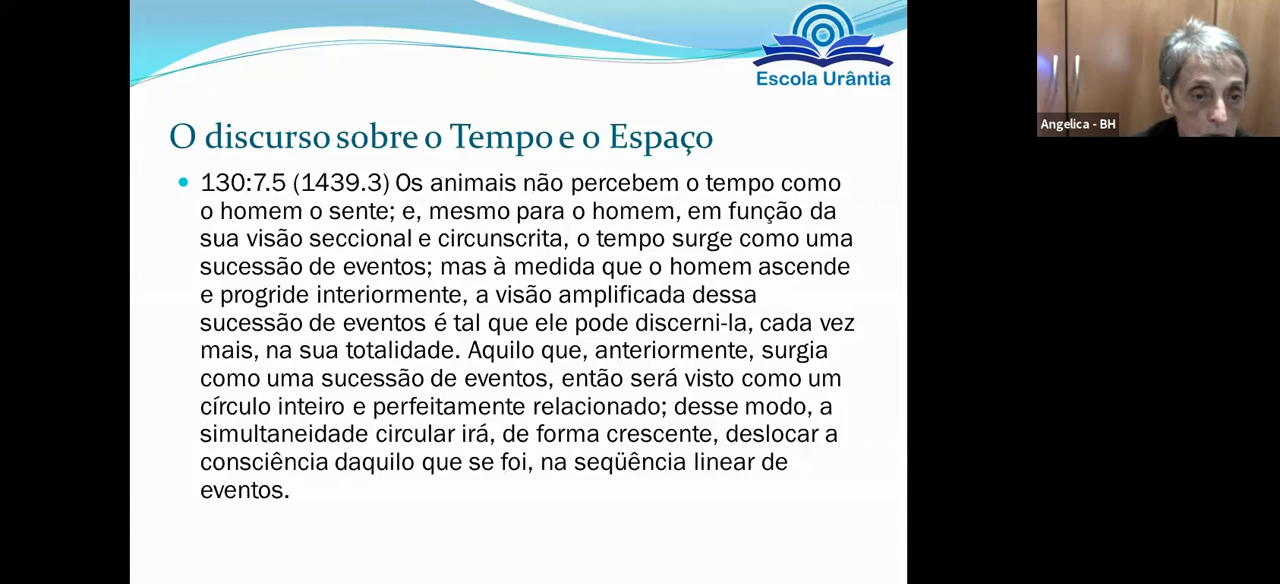 Escola Urântia
Angelica - BH
O discurso sobre o Tempo e o Espaço
130:7.5 (1439.3) Os animais não percebem o tempo como
o homem o sente; e, mesmo para o homem, em função da
sua visão seccional e circunscrita, o tempo surge como uma
sucessão de eventos; mas à medida que o homem ascende
e progride interiormente, a visão amplificada dessa
sucessão de eventos é tal que ele pode discerni-la, cada vez
mais, na sua totalidade. Aquilo que, anteriormente, surgia
como uma sucessão de eventos, então será visto como um
círculo inteiro e perfeitamente relacionado; desse modo, a
simultaneidade circular irá, de forma crescente, deslocar a
consciência daquilo que se foi, na seqüência linear de
eventos.